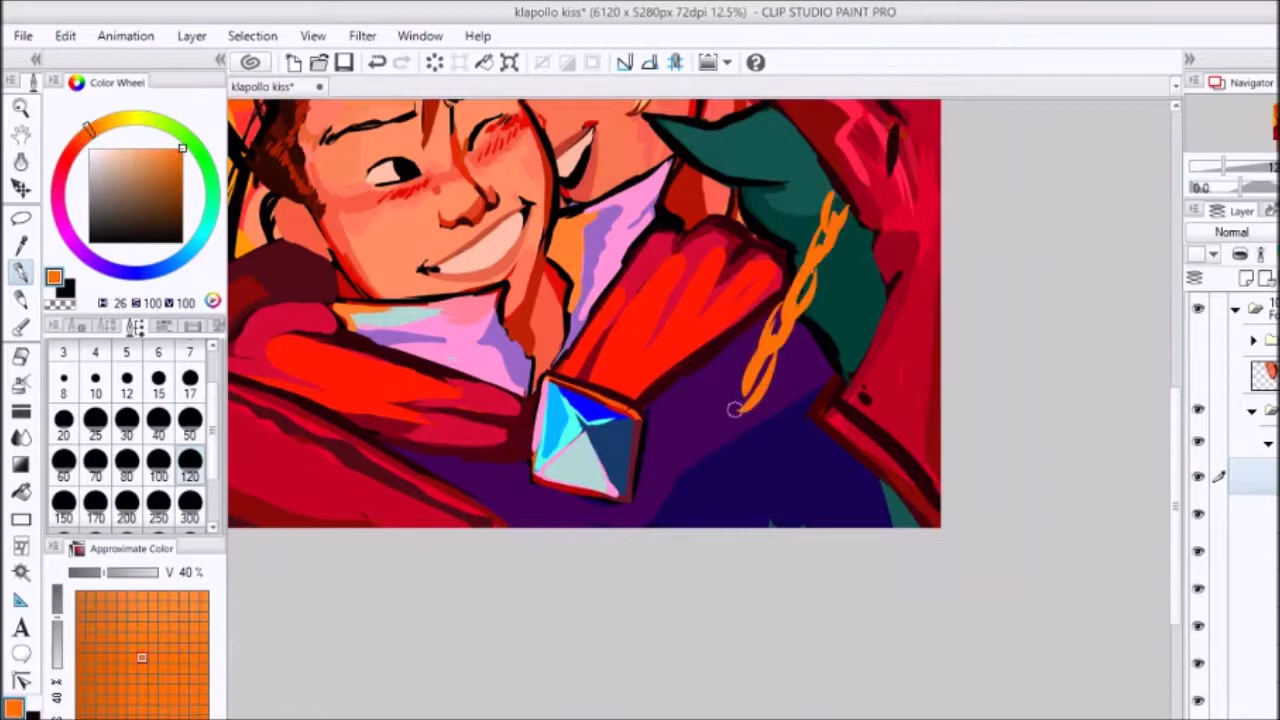 klapollo kiss* (6120 x 5280px 72dpi 12.5%) - CLIP STUDIO PAINT PRO
File Edit Animation Layer Selection View Filter Window Help
Color Wheel
klapollo kiss*
Navigator
0.0
H 26 S 100 V 100
Layer
Normal
3 4 5 6 7
8 10 12 15 17
20 25 30 40 50
60 70 80 100 120
150 170 200 250 300
Approximate Color
V 40 %
A
40